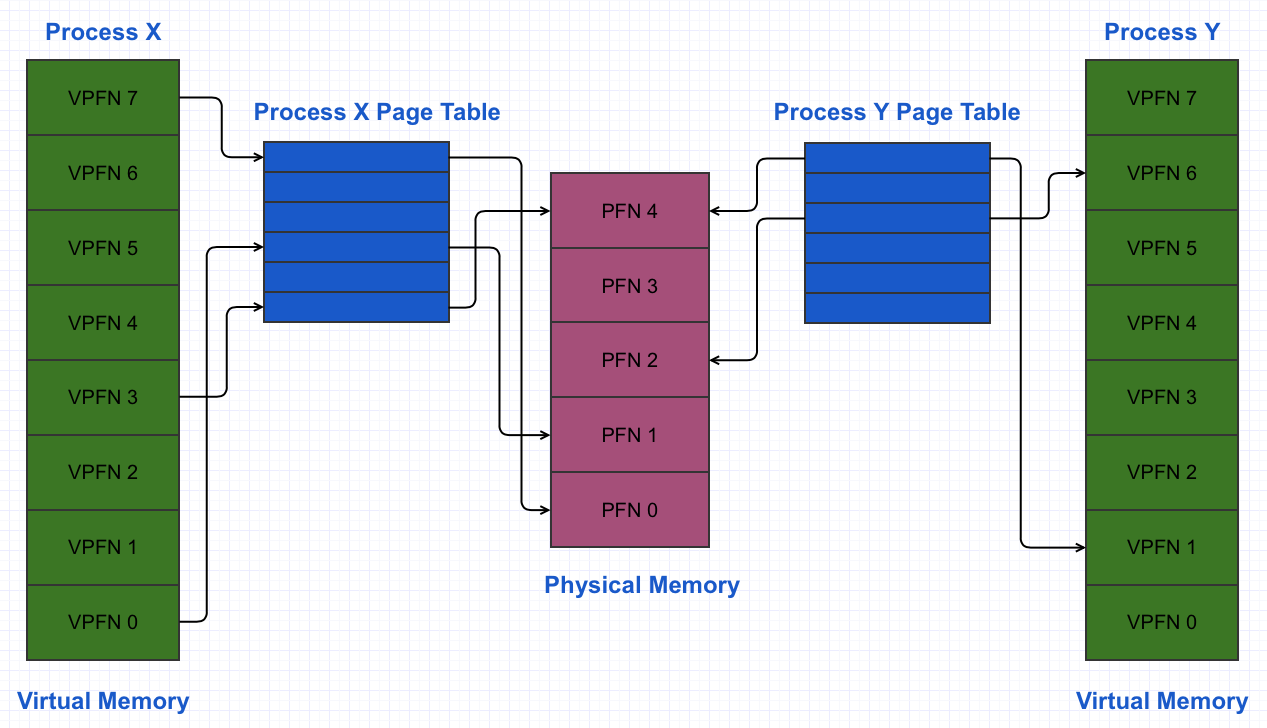 Process X
VPFN 7
VPFN 6
VPFN 5
VPFN 4
VPFN 3
VPFN 2
VPFN 1
VPFN 0
Virtual Memory
Process X Page Table
PFN 4
PFN 3
PFN 2
PFN 1
PFN 0
Physical Memory
Process Y Page Table
Process Y
VPFN 7
VPFN 6
VPFN 5
VPFN 4
VPFN 3
VPFN 2
VPFN 1
VPFN 0
Virtual Memory